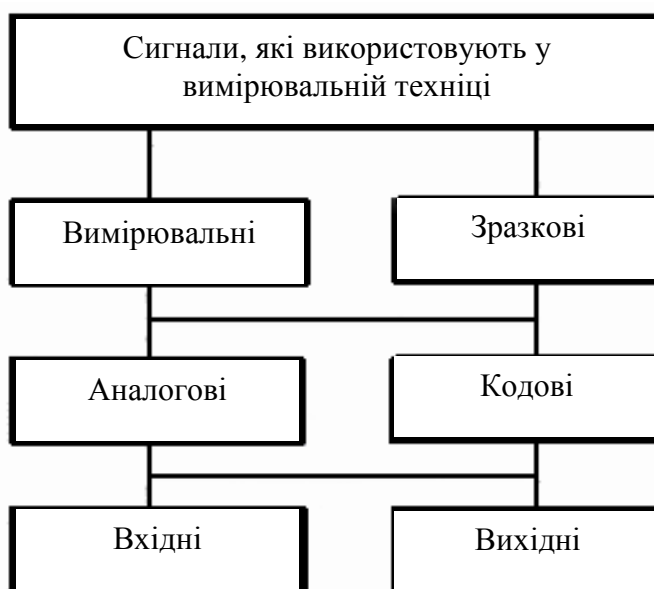 Сигнали, які використовують у
вимірювальній техніці
Вимірювальні
Зразкові
Аналогові
Кодові
Вхідні
Вихідні